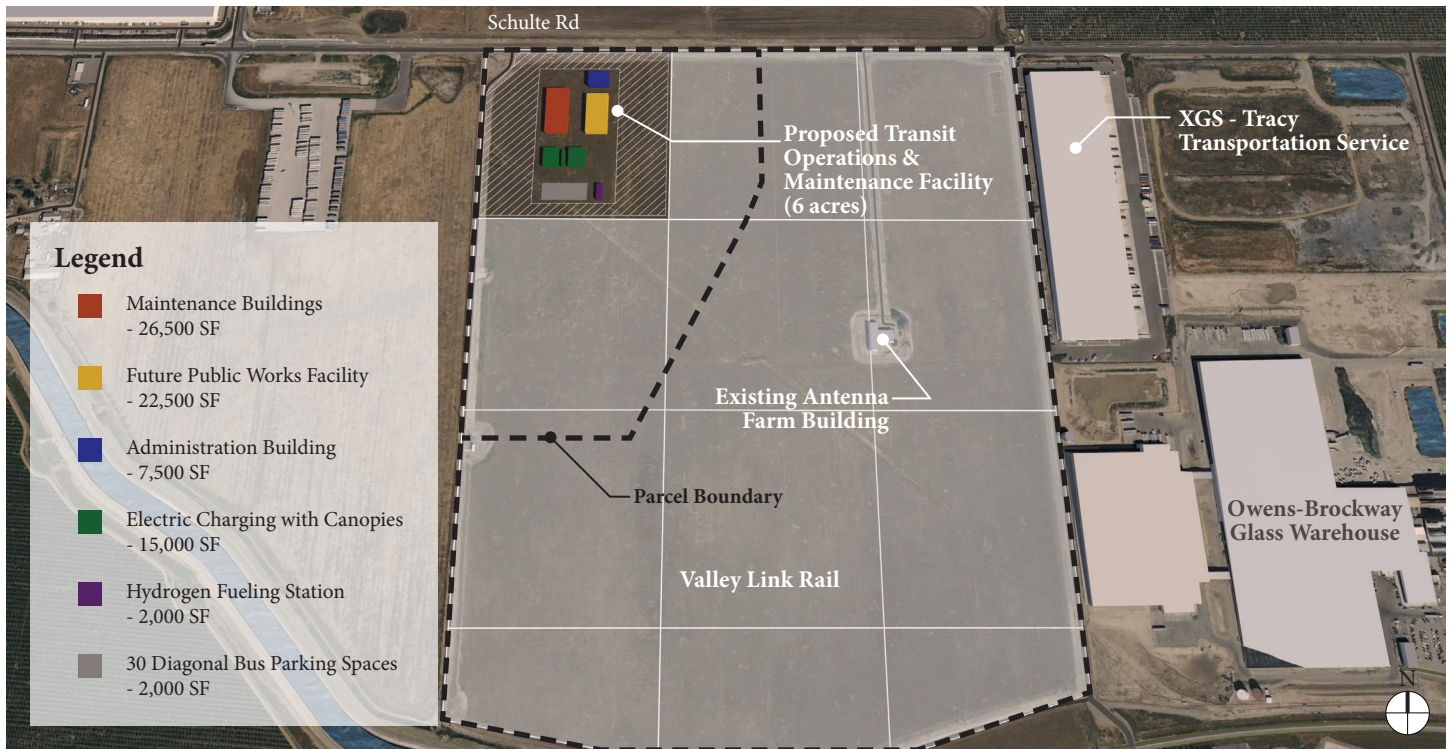 Schulte Rd
Proposed Transit
Operations &
Maintenance Facility
(6 acres)
XGS - Tracy
Transportation Service
Legend
Maintenance Buildings
- 26,500 SF
Future Public Works Facility
- 22,500 SF
Administration Building
- 7,500 SF
Electric Charging with Canopies
- 15,000 SF
Hydrogen Fueling Station
- 2,000 SF
30 Diagonal Bus Parking Spaces
- 2,000 SF
Existing Antenna
Farm Building
Parcel Boundary
Valley Link Rail
Owens-Brockway
Glass Warehouse
N